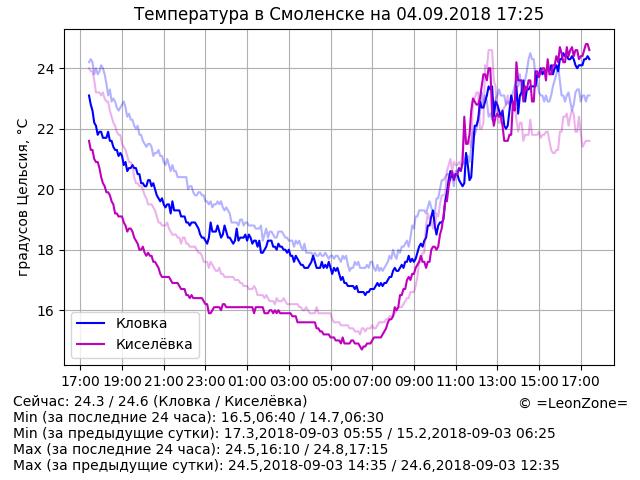 Температура в Смоленске на 04.09.2018 17:25
градусов Цельсия, °C
24
22
20
18
16
Кловка
Киселёвка
17:00 19:00 21:00 23:00 01:00 03:00 05:00 07:00 09:00 11:00 13:00 15:00 17:00
Сейчас: 24.3 / 24.6 (Кловка / Киселёвка)
© =LeonZone=
Min (за последние 24 часа): 16.5,06:40 / 14.7,06:30
Min (за предыдущие сутки): 17.3,2018-09-03 05:55 / 15.2,2018-09-03 06:25
Max (за последние 24 часа): 24.5,16:10 / 24.8,17:15
Max (за предыдущие сутки): 24.5,2018-09-03 14:35 / 24.6,2018-09-03 12:35